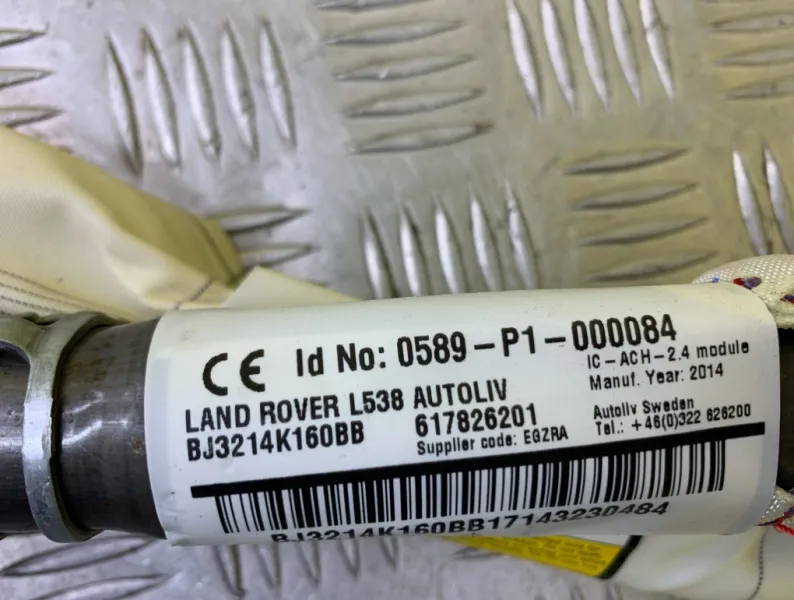 CE Id No: 0589-P1-000084
IC-ACH-2.4 module
Manuf. Year: 2014
LAND ROVER L538 AUTOLIV
BJ3214K160BB 617826201
Supplier code: EGZRA
Autoliv Sweden
Tel.: +46(0)322 626200
BJ3214K160BB17143230484